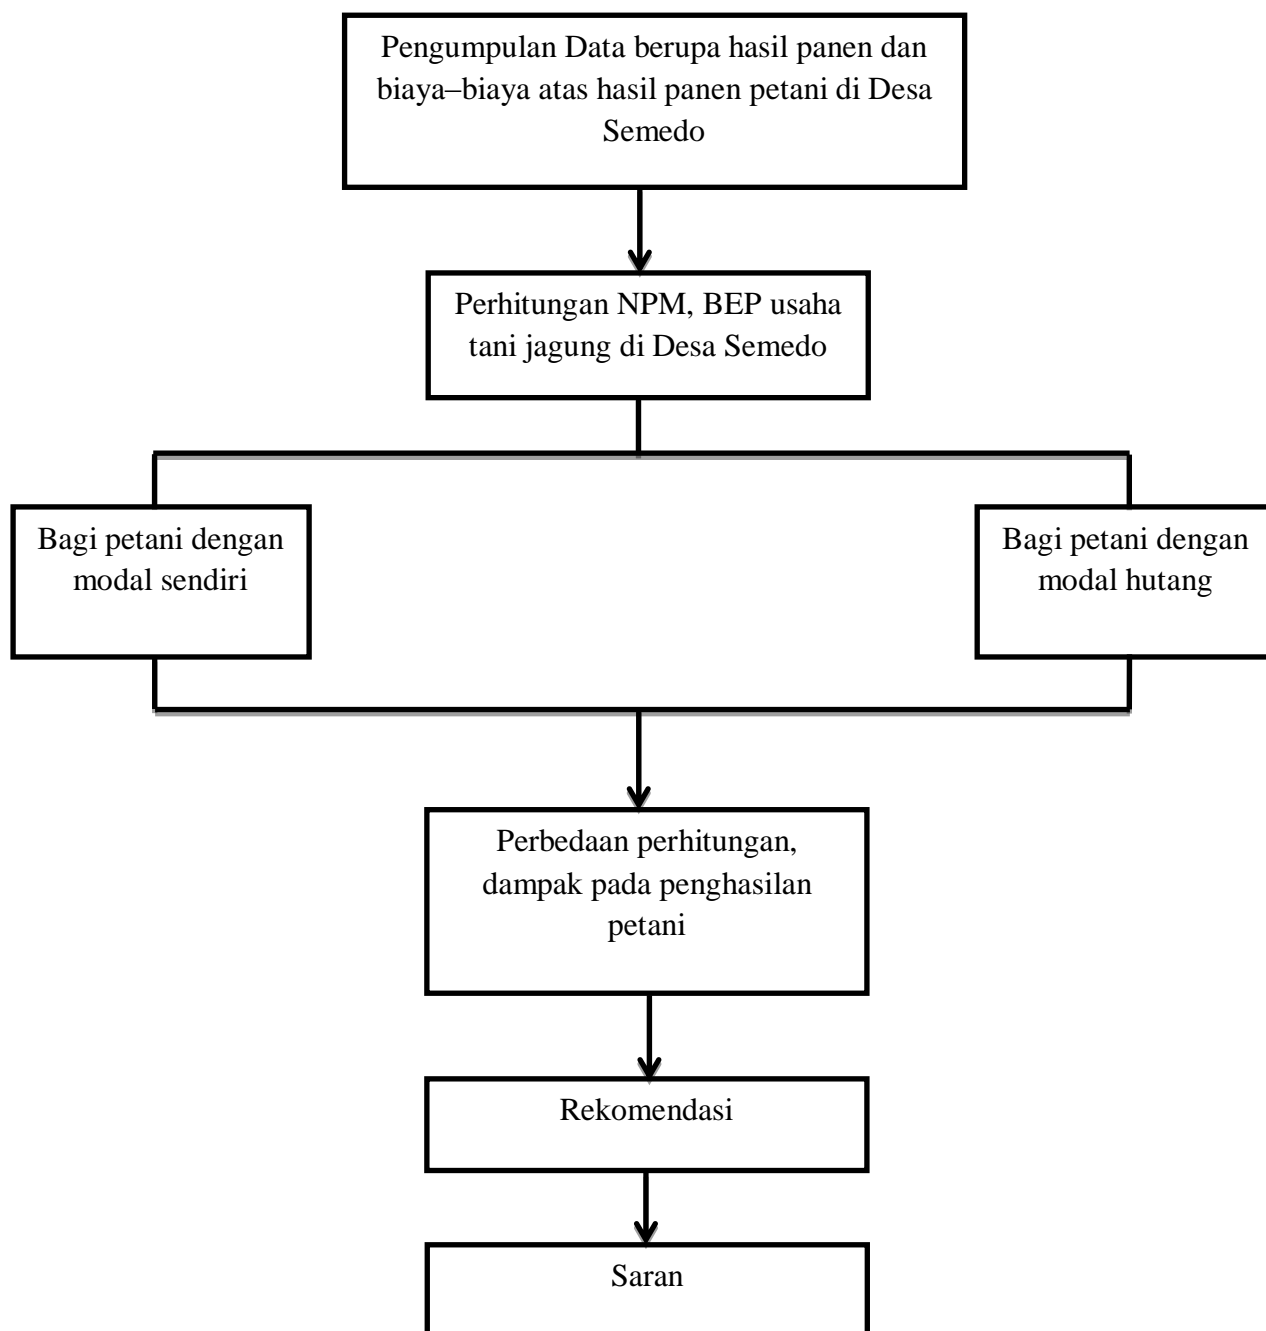 Pengumpulan Data berupa hasil panen dan
biaya–biaya atas hasil panen petani di Desa
Semedo
Perhitungan NPM, BEP usaha
tani jagung di Desa Semedo
Bagi petani dengan
modal sendiri
Bagi petani dengan
modal hutang
Perbedaan perhitungan,
dampak pada penghasilan
petani
Rekomendasi
Saran